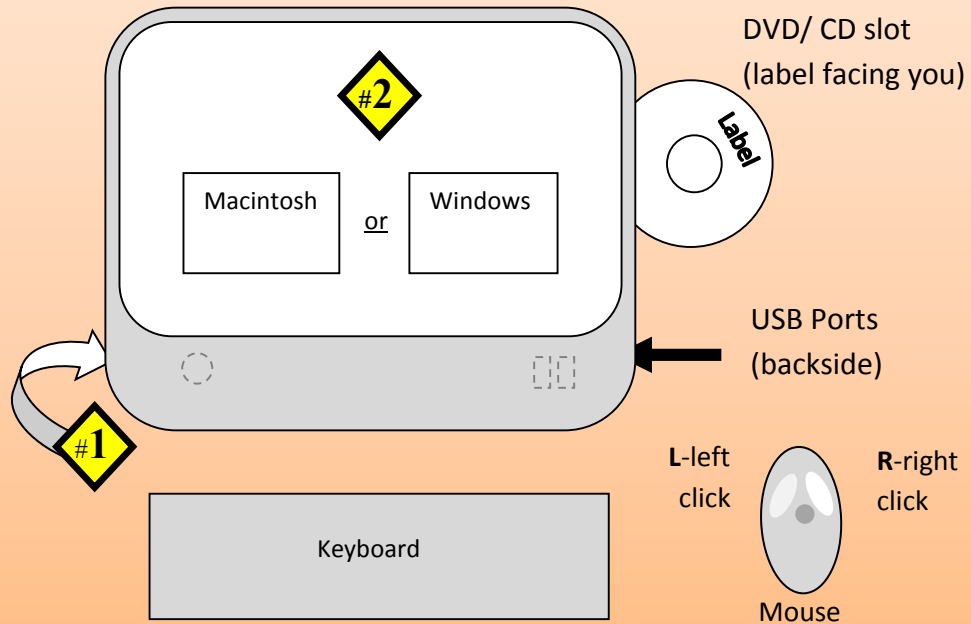 DVD/ CD slot
(label facing you)
#2
Label
Macintosh
or
Windows
USB Ports
(backside)
#1
L-left
click
R-right
click
Keyboard
Mouse